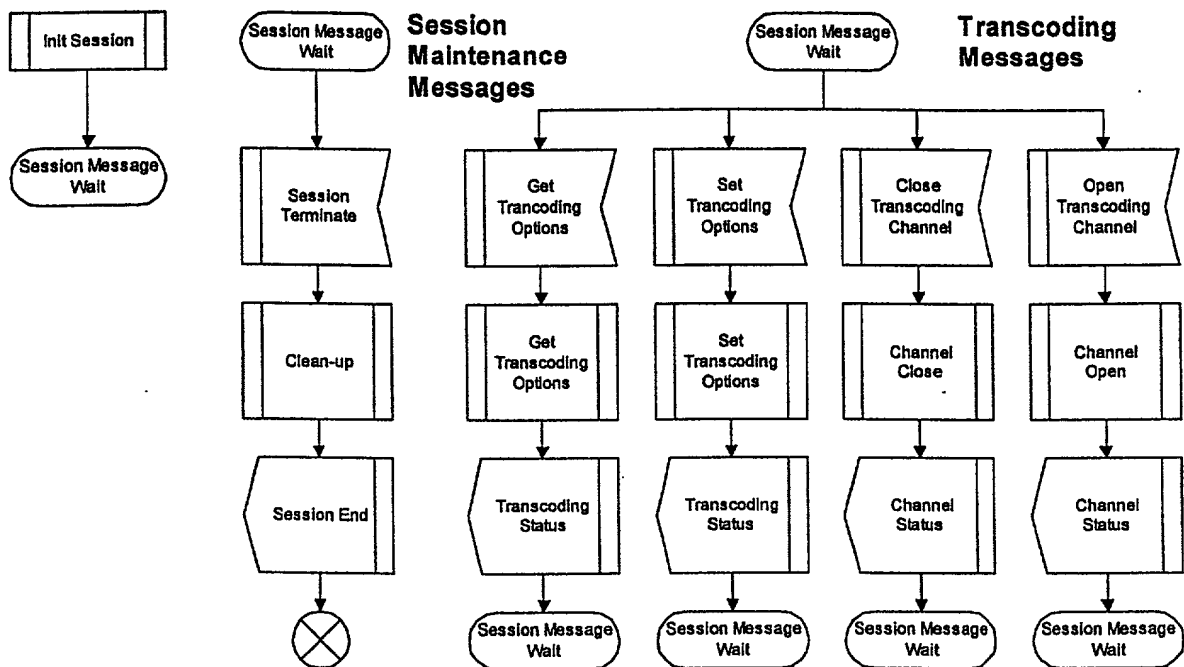 Init Session
Session Message
Wait
Session Message
Wait
Session
Maintenance
Messages
Session Message
Wait
Transcoding
Messages
Session
Terminate
Get
Trancoding
Options
Set
Trancoding
Options
Close
Transcoding
Channel
Open
Transcoding
Channel
Clean-up
Get
Transcoding
Options
Set
Transcoding
Options
Channel
Close
Channel
Open
Session End
Transcoding
Status
Transcoding
Status
Channel
Status
Channel
Status
Session Message
Wait
Session Message
Wait
Session Message
Wait
Session Message
Wait